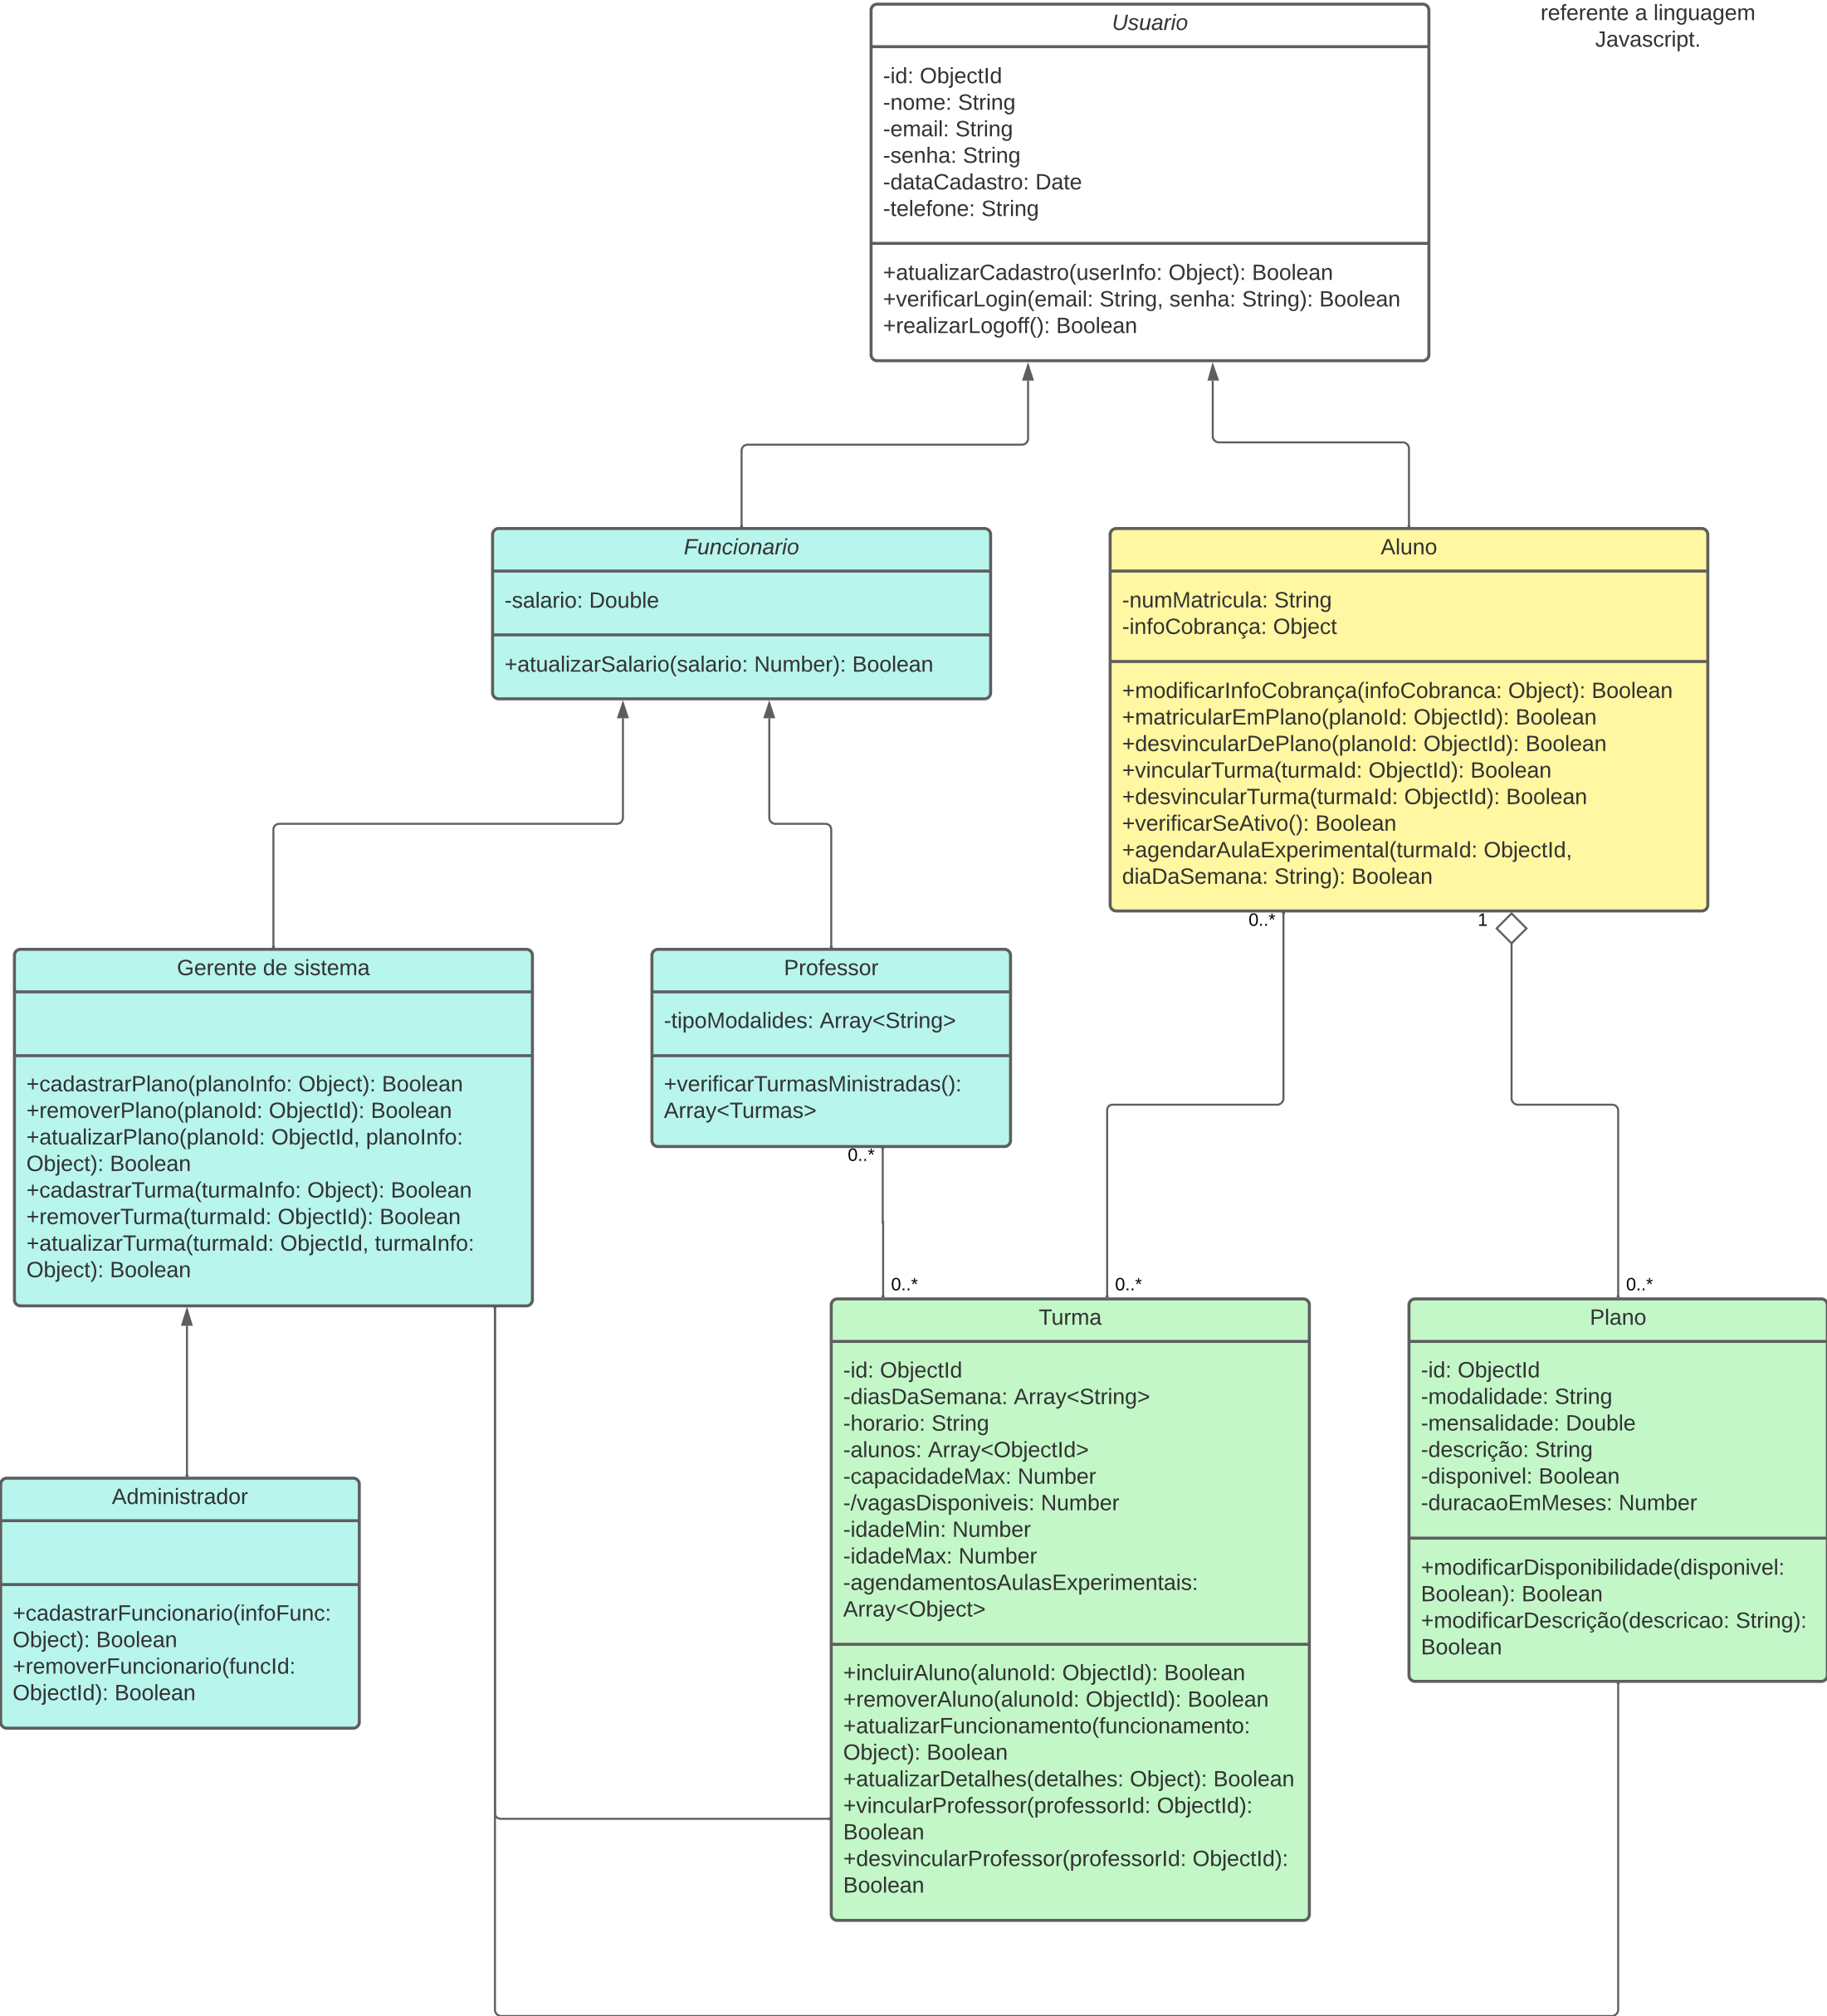 referente a linguagem
Javascript.
Usuario
-id: ObjectId
-nome: String
-email: String
-senha: String
-dataCadastro: Date
-telefone: String
+atualizarCadastro(userInfo: Object): Boolean
+verificarLogin(email: String, senha: String): Boolean
+realizarLogoff(): Boolean
Funcionario
-salario: Double
+atualizarSalario(salario: Number): Boolean
Aluno
-numMatricula: String
-infoCobrança: Object
+modificarInfoCobrança(infoCobranca: Object): Boolean
+matricularEmPlano(planoId: ObjectId): Boolean
+desvincularDePlano(planoId: ObjectId): Boolean
+vincularTurma(turmaId: ObjectId): Boolean
+desvincularTurma(turmaId: ObjectId): Boolean
+verificarSeAtivo(): Boolean
+agendarAulaExperimental(turmaId: ObjectId,
diaDaSemana: String): Boolean
0..*
1
Gerente de sistema
+cadastrarPlano(planoInfo: Object): Boolean
+removerPlano(planoId: ObjectId): Boolean
+atualizarPlano(planoId: ObjectId, planoInfo:
Object): Boolean
+cadastrarTurma(turmaInfo: Object): Boolean
+removerTurma(turmaId: ObjectId): Boolean
+atualizarTurma(turmaId: ObjectId, turmaInfo:
Object): Boolean
Professor
-tipoModalides: Array<String>
+verificarTurmasMinistradas():
Array<Turmas>
0..*
0..*
0..*
0..*
Administrador
+cadastrarFuncionario(infoFunc:
Object): Boolean
+removerFuncionario(funcId:
ObjectId): Boolean
Turma
-id: ObjectId
-diasDaSemana: Array<String>
-horario: String
-alunos: Array<ObjectId>
-capacidadeMax: Number
-/vagasDisponiveis: Number
-idadeMin: Number
-idadeMax: Number
-agendamentosAulasExperimentais:
Array<Object>
+incluirAluno(alunoId: ObjectId): Boolean
+removerAluno(alunoId: ObjectId): Boolean
+atualizarFuncionamento(funcionamento:
Object): Boolean
+atualizarDetalhes(detalhes: Object): Boolean
+vincularProfessor(professorId: ObjectId):
Boolean
+desvincularProfessor(professorId: ObjectId):
Boolean
Plano
-id: ObjectId
-modalidade: String
-mensalidade: Double
-descrição: String
-disponivel: Boolean
-duracaoEmMeses: Number
+modificarDisponibilidade(disponivel:
Boolean): Boolean
+modificarDescrição(descricao: String):
Boolean